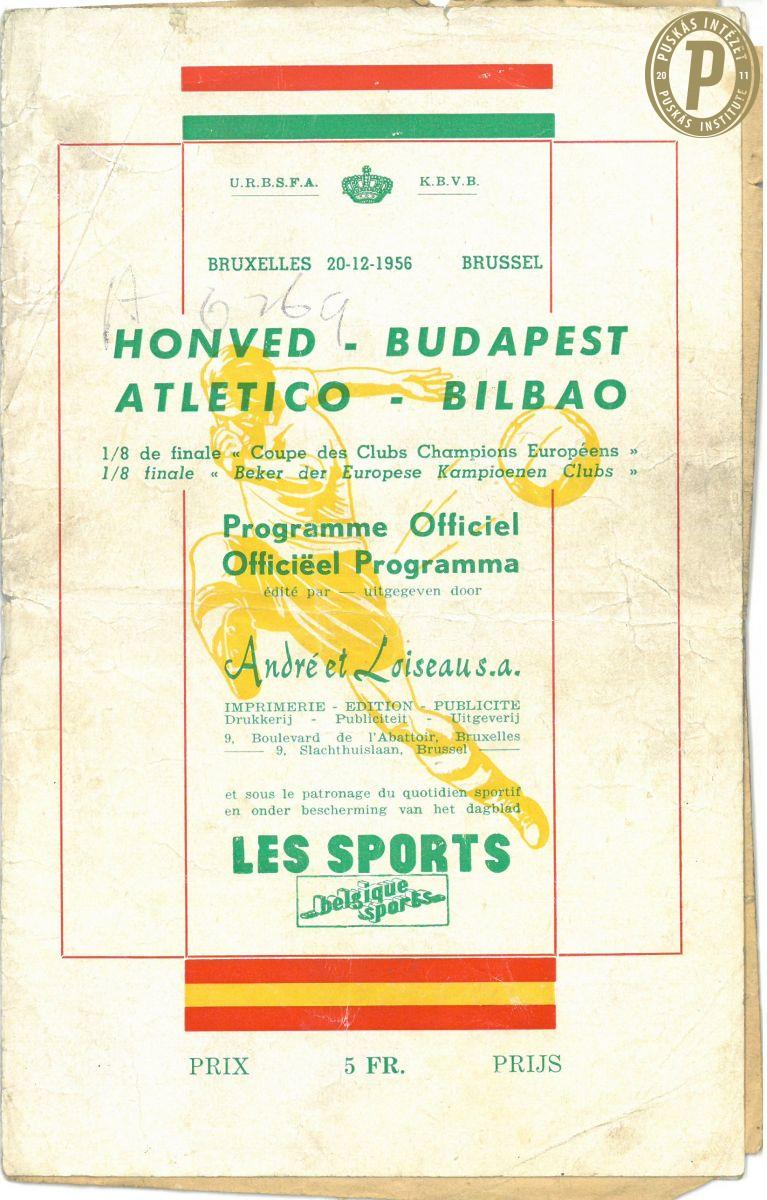 PUSKÁS INTÉZET
20 P 11
PUSKÁS INSTITUTE
U.R.B.S.F.A. K.B.V.B.
BRUXELLES 20-12-1956 BRUSSEL
A 6269
HONVED - BUDAPEST
ATLETICO - BILBAO
1/8 de finale « Coupe des Clubs Champions Européens »
1/8 finale « Beker der Europese Kampioenen Clubs »
Programme Officiel
Officiëel Programma
édité par — uitgegeven door
André et Loiseau s.a.
IMPRIMERIE - EDITION - PUBLICITE
Drukkerij - Publiciteit - Uitgeverij
9, Boulevard de l'Abattoir, Bruxelles
9, Slachthuislaan, Brussel
et sous le patronage du quotidien sportif
en onder bescherming van het dagblad
LES SPORTS
belgique
sports
PRIX 5 FR. PRIJS